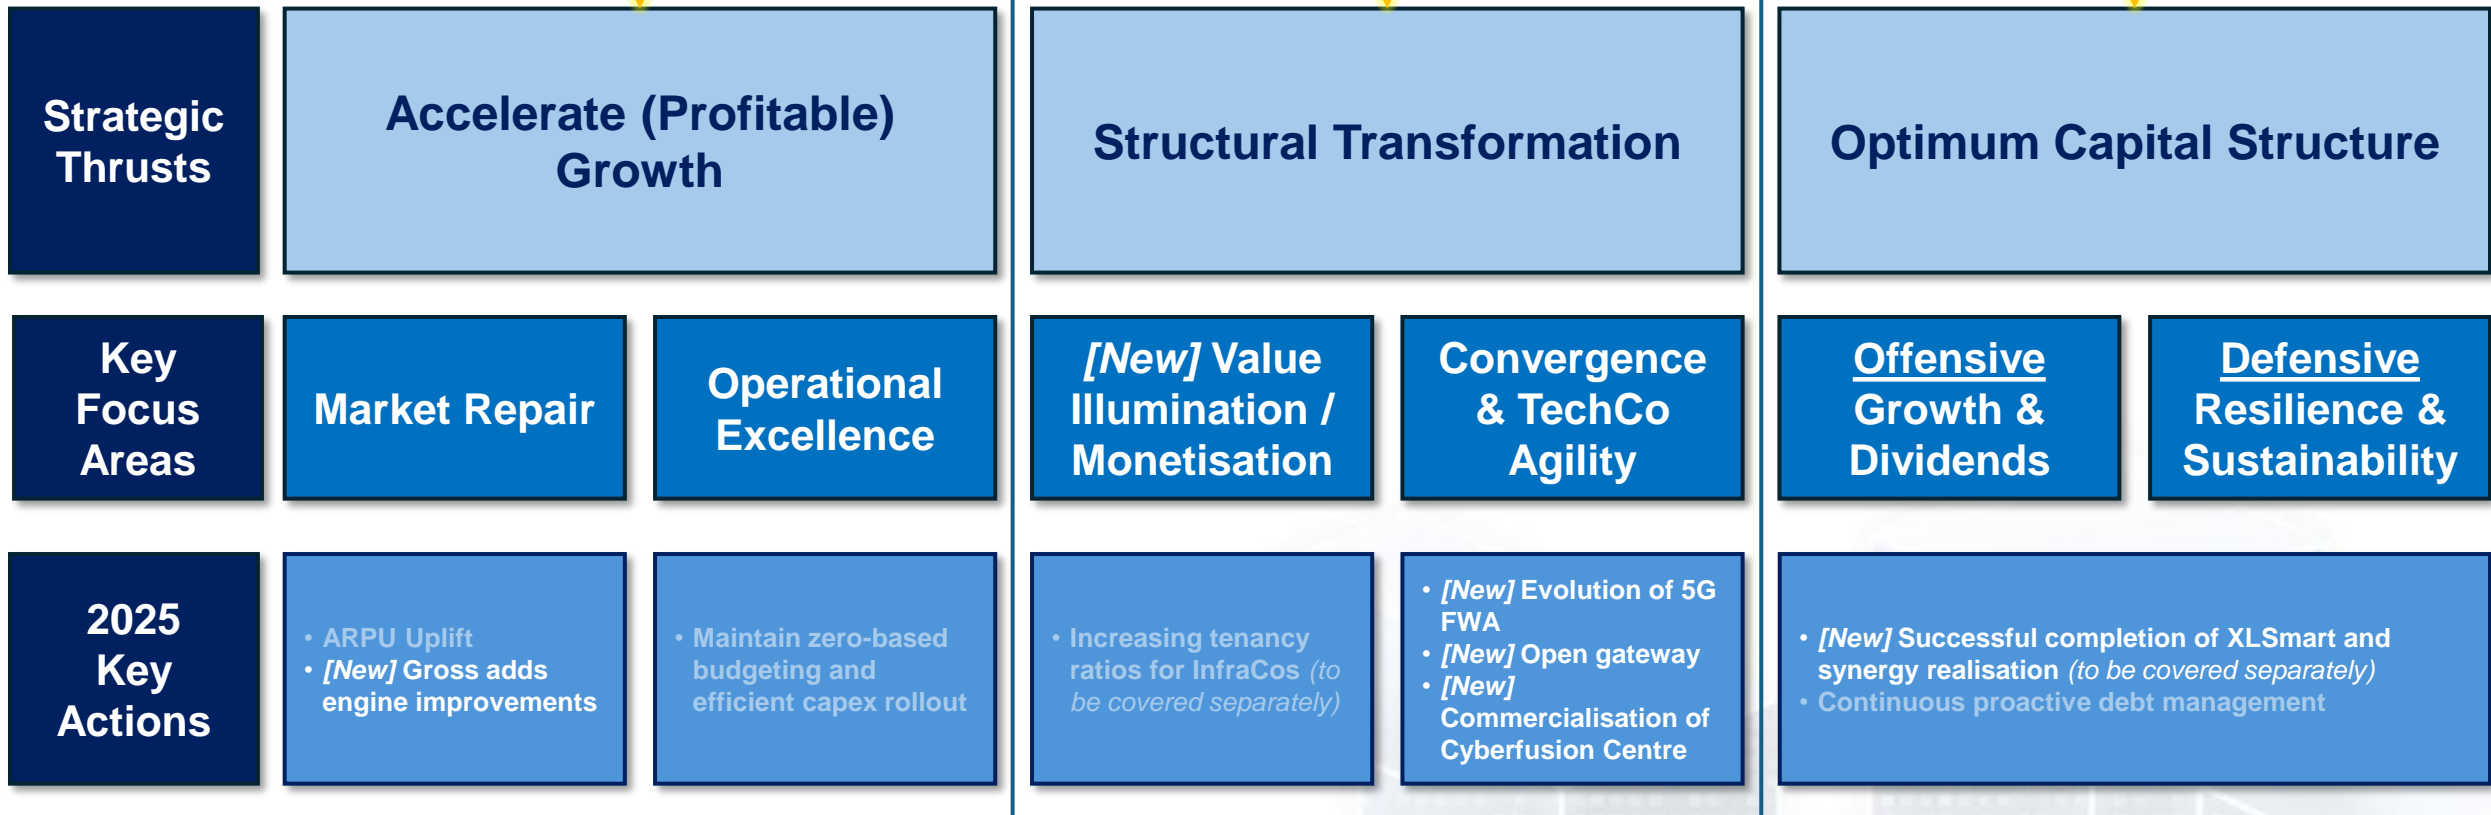 Strategic
Thrusts
Accelerate (Profitable)
Growth
Structural Transformation
Optimum Capital Structure
Key
Focus
Areas
Market Repair
Operational
Excellence
[New] Value
Illumination /
Monetisation
Convergence
& TechCo
Agility
Offensive
Growth &
Dividends
Defensive
Resilience &
Sustainability
2025
Key
Actions
• ARPU Uplift
• [New] Gross adds
engine improvements
• Maintain zero-based
budgeting and
efficient capex rollout
• Increasing tenancy
ratios for InfraCos (to
be covered separately)
• [New] Evolution of 5G
FWA
• [New] Open gateway
• [New]
Commercialisation of
Cyberfusion Centre
• [New] Successful completion of XLSmart and
synergy realisation (to be covered separately)
• Continuous proactive debt management